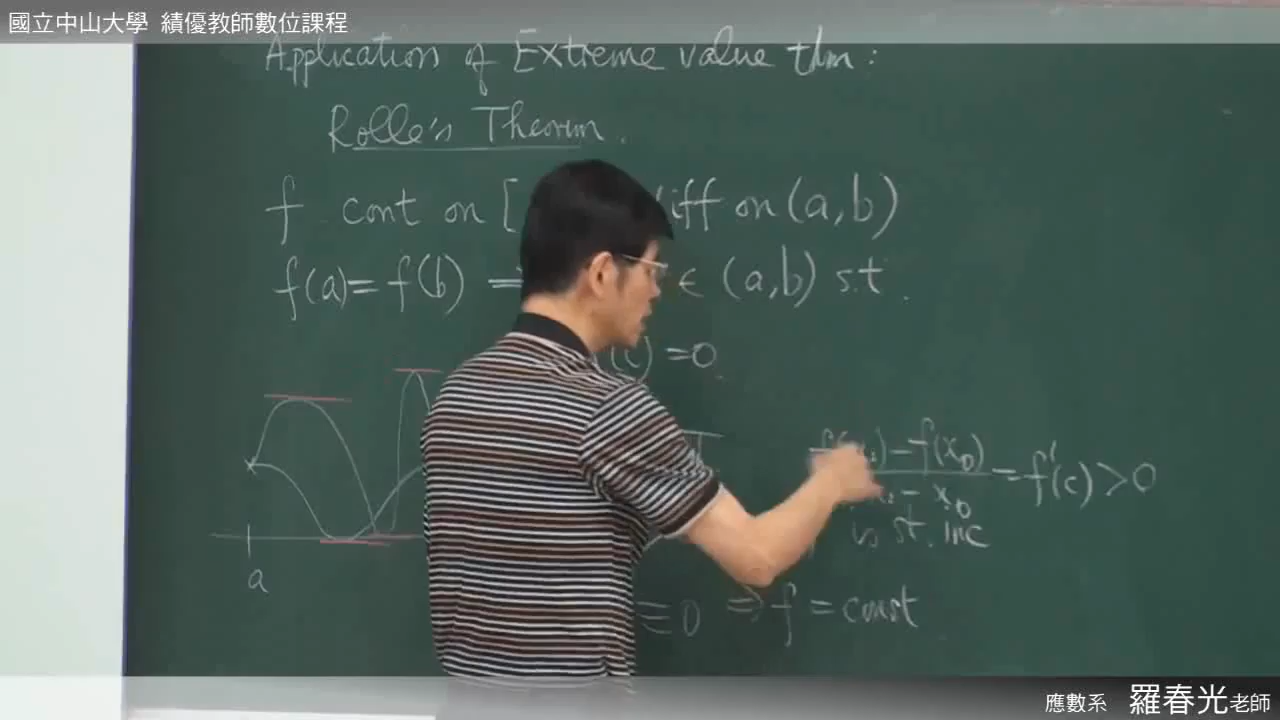 國立中山大學 績優教師數位課程
Application of Extreme value thm:
Rolle's Theorem.
f cont on [ diff on (a,b)
f(a)=f(b) ∈ (a,b) s.t.
(c) =0
f(x₀)
= f'(c) > 0
- x₀
is st. inc
a
≡ 0 ⇒ f = const
應數系 羅春光老師